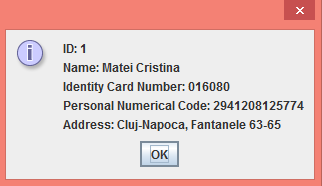 ID: 1
Name: Matei Cristina
Identity Card Number: 016080
Personal Numerical Code: 2941208125774
Address: Cluj-Napoca, Fantanele 63-65
OK